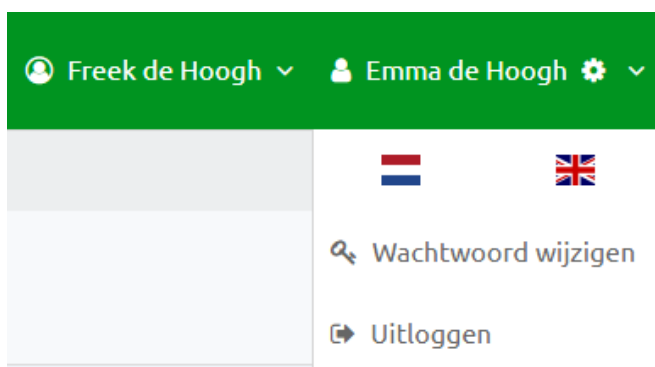 Freek de Hoogh
Emma de Hoogh
Wachtwoord wijzigen
Uitloggen